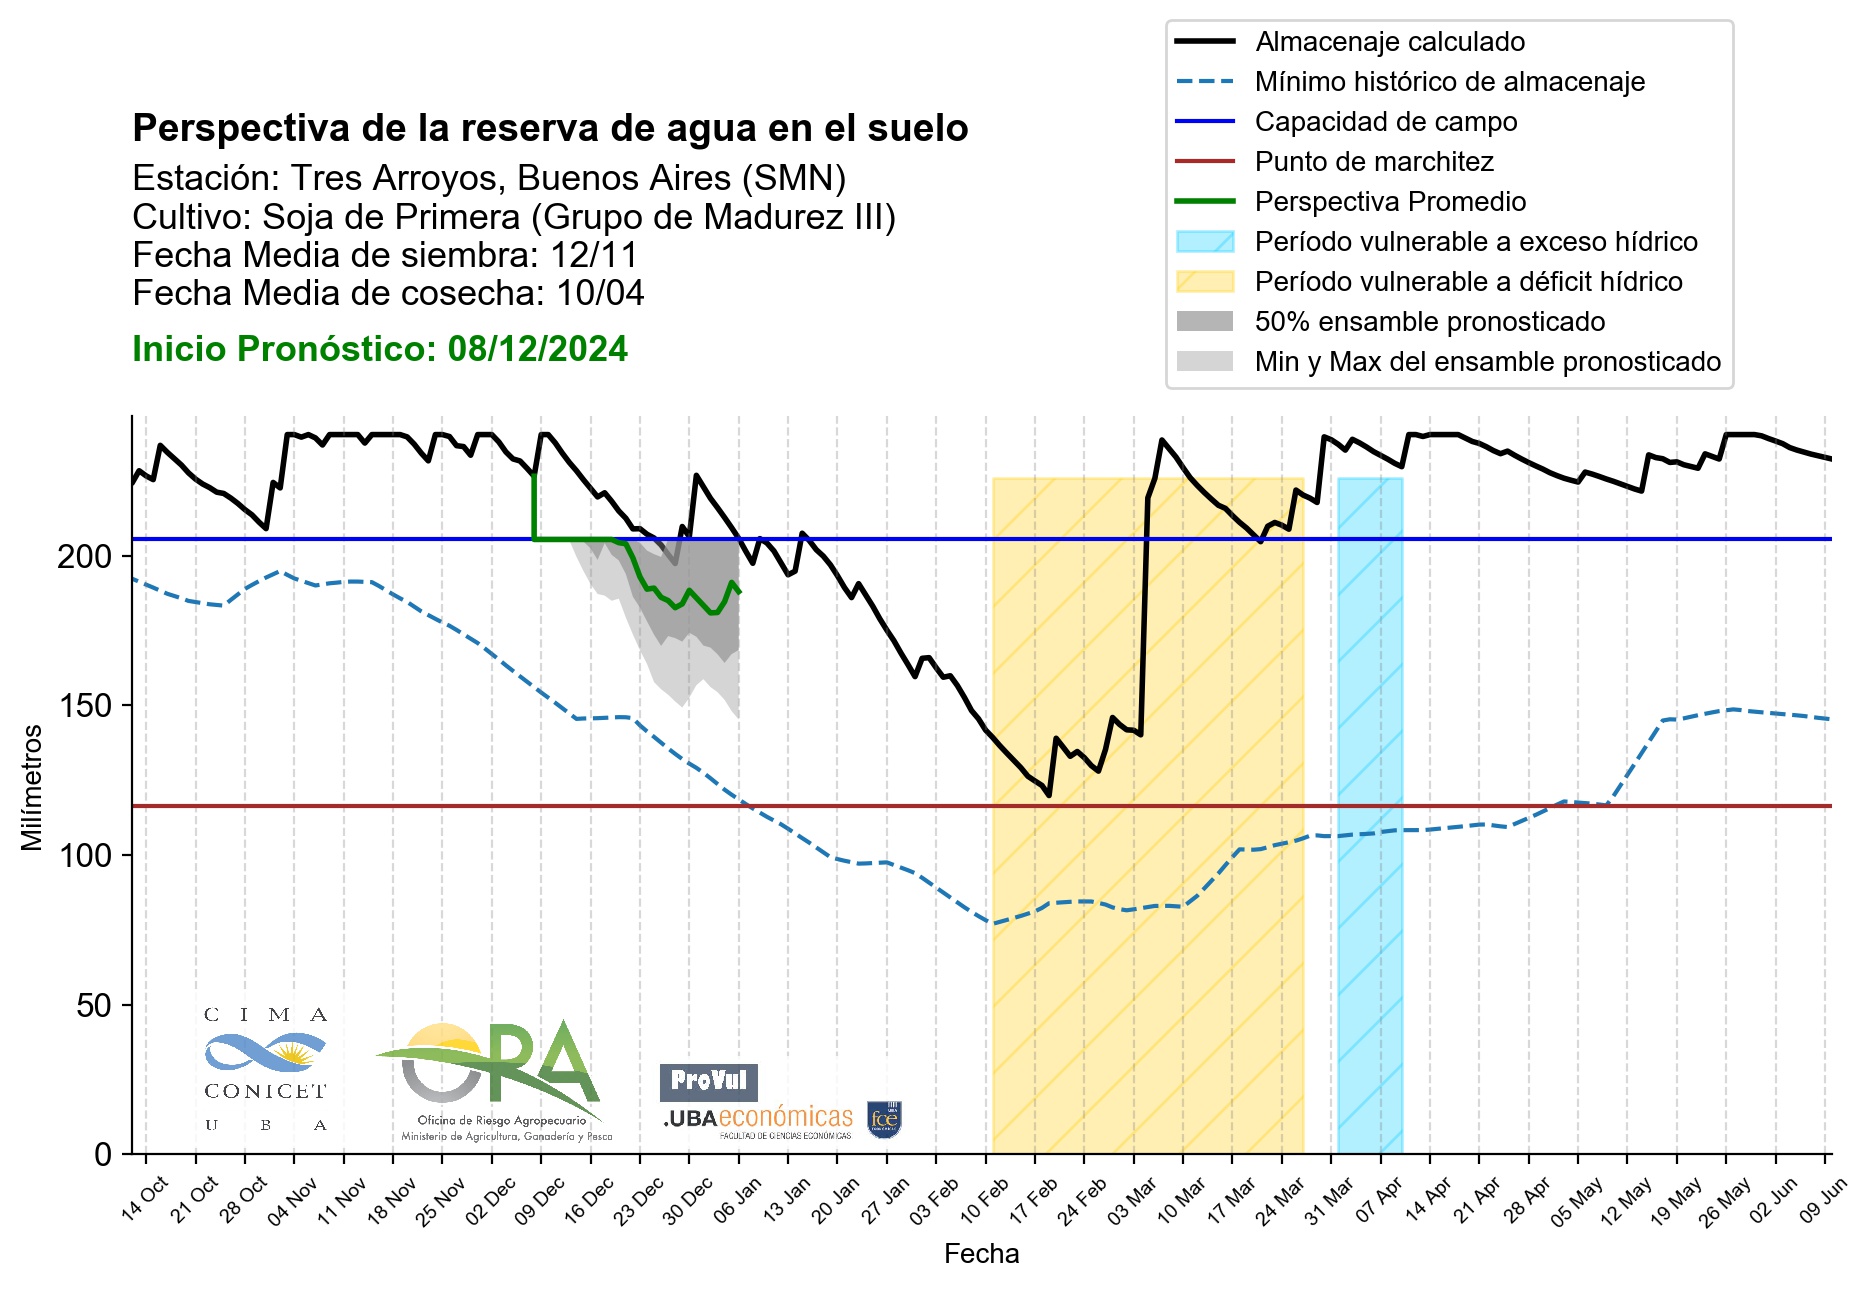 Almacenaje calculado
Mínimo histórico de almacenaje
Capacidad de campo
Punto de marchitez
Perspectiva Promedio
Período vulnerable a exceso hídrico
Período vulnerable a déficit hídrico
50% ensamble pronosticado
Min y Max del ensamble pronosticado
Perspectiva de la reserva de agua en el suelo
Estación: Tres Arroyos, Buenos Aires (SMN)
Cultivo: Soja de Primera (Grupo de Madurez III)
Fecha Media de siembra: 12/11
Fecha Media de cosecha: 10/04
Inicio Pronóstico: 08/12/2024
Milímetros
200
150
100
50
0
C I M A
CONICET
U B A
ORA
Oficina de Riesgo Agropecuario
Ministerio de Agricultura, Ganadería y Pesca
ProVul
.UBAeconómicas
FACULTAD DE CIENCIAS ECONÓMICAS
UBA
fce
ECONÓMICAS
14 Oct
21 Oct
28 Oct
04 Nov
11 Nov
18 Nov
25 Nov
02 Dec
09 Dec
16 Dec
23 Dec
30 Dec
06 Jan
13 Jan
20 Jan
27 Jan
03 Feb
10 Feb
17 Feb
24 Feb
03 Mar
10 Mar
17 Mar
24 Mar
31 Mar
07 Apr
14 Apr
21 Apr
28 Apr
05 May
12 May
19 May
26 May
02 Jun
09 Jun
Fecha